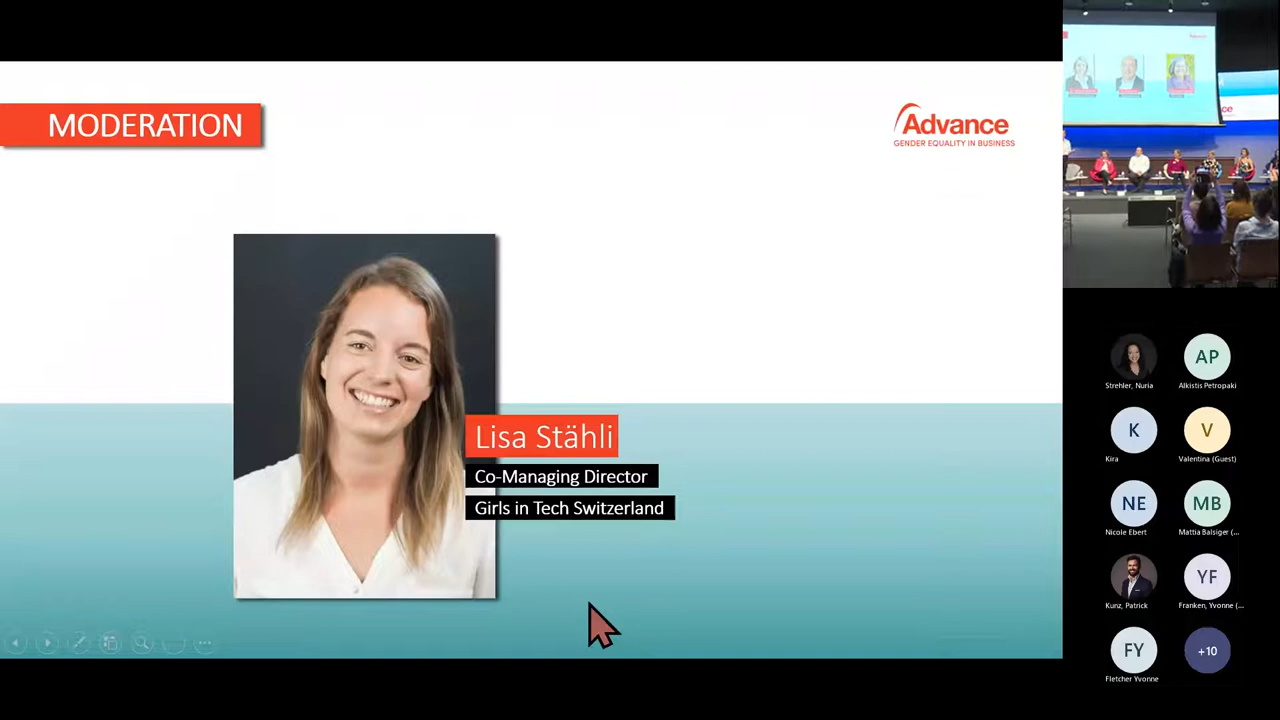 MODERATION
Advance
GENDER EQUALITY IN BUSINESS
Lisa Stähli
Co-Managing Director
Girls in Tech Switzerland
Strehler, Nuria
AP
Alkistis Petropaki
K
Kira
V
Valentina (Guest)
NE
Nicole Ebert
MB
Mattia Balsiger (...
Kunz, Patrick
YF
Franken, Yvonne (...
FY
Fletcher Yvonne
+10